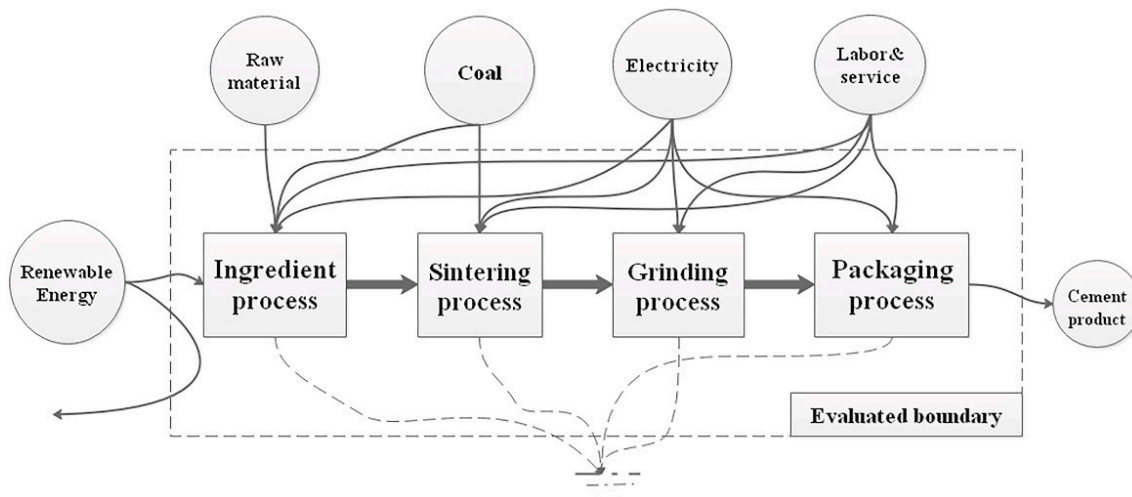 Raw
material
Coal
Electricity
Labor&
service
Renewable
Energy
Ingredient
process
Sintering
process
Grinding
process
Packaging
process
Cement
product
Evaluated boundary